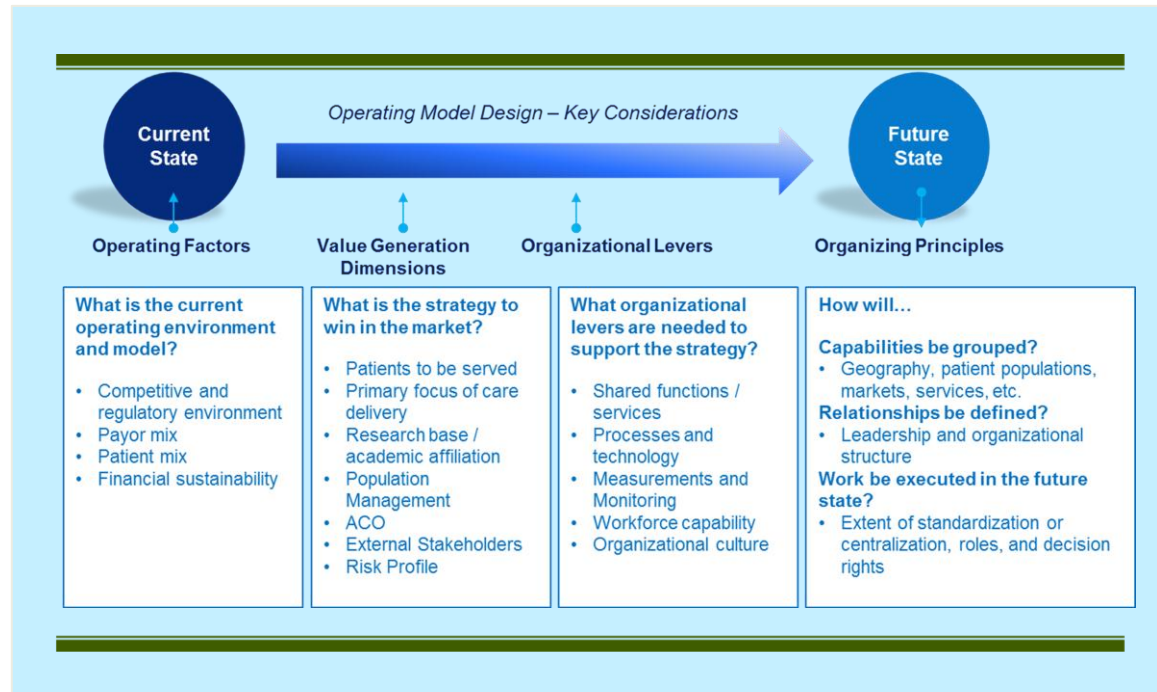 Operating Model Design – Key Considerations
Current
State
Future
State
Operating Factors
Value Generation
Dimensions
Organizational Levers
Organizing Principles
What is the current
operating environment
and model?
• Competitive and
regulatory environment
• Payor mix
• Patient mix
• Financial sustainability
What is the strategy to
win in the market?
• Patients to be served
• Primary focus of care
delivery
• Research base /
academic affiliation
• Population
Management
• ACO
• External Stakeholders
• Risk Profile
What organizational
levers are needed to
support the strategy?
• Shared functions /
services
• Processes and
technology
• Measurements and
Monitoring
• Workforce capability
• Organizational culture
How will…
Capabilities be grouped?
• Geography, patient populations,
markets, services, etc.
Relationships be defined?
• Leadership and organizational
structure
Work be executed in the future
state?
• Extent of standardization or
centralization, roles, and decision
rights